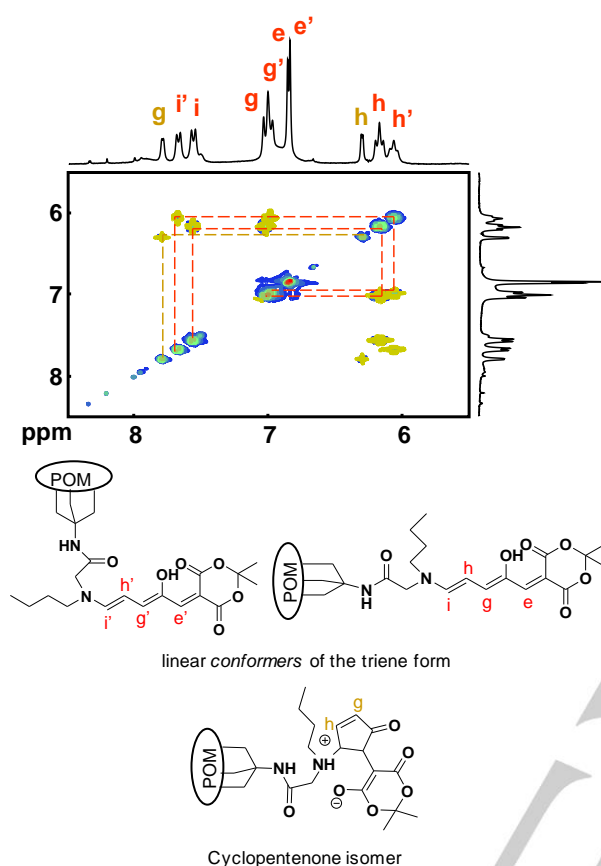 e e'
g'
g i' i g h h h'
6
7
8
ppm 8 7 6
POM
HN O
N OH O O
O O
h'
i' g' e'
POM N H O N OH O O
O O
h
i g e
linear conformers of the triene form
h g
O
⊕
POM NH NH O
O O
⊖ O O
Cyclopentenone isomer